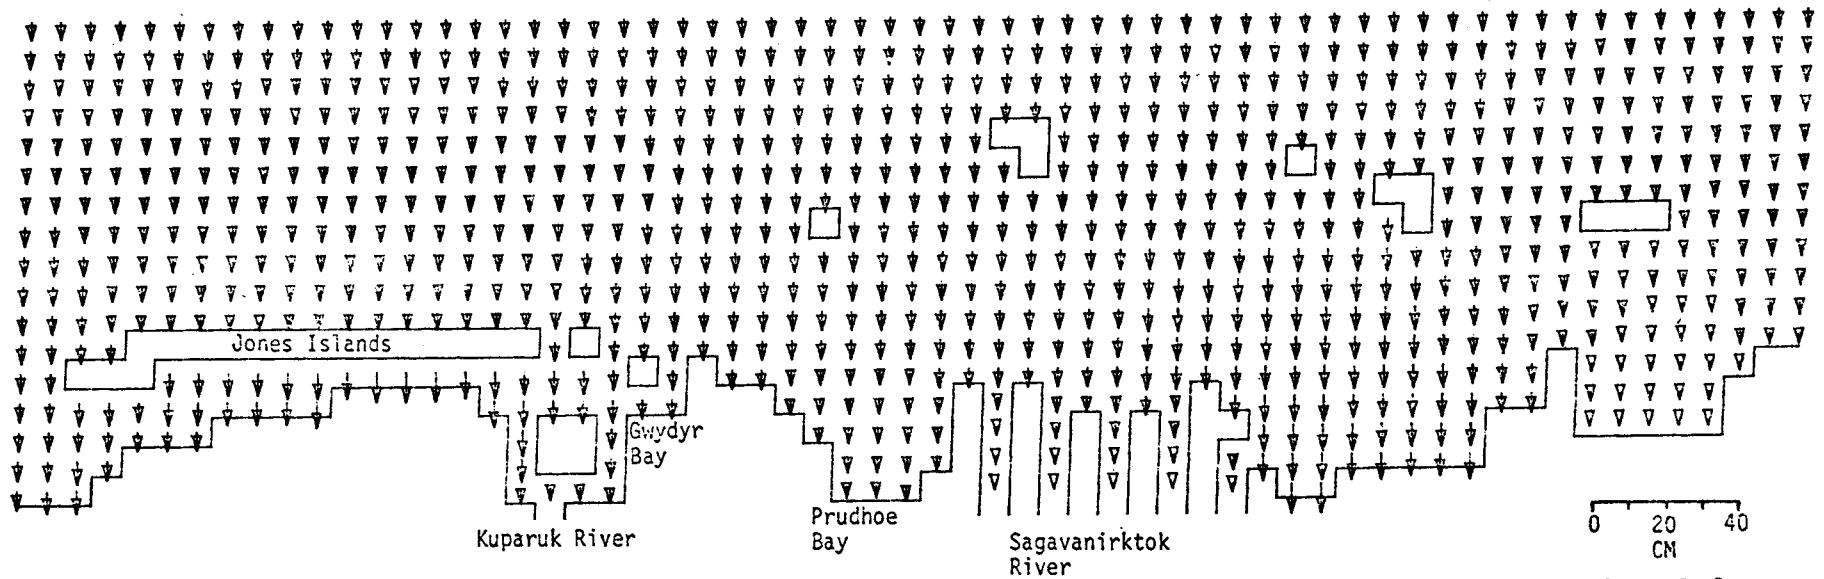 Jones Islands
Gwydyr
Bay
Kuparuk River
Prudhoe
Bay
Sagavanirktok
River
0 20 40
CM